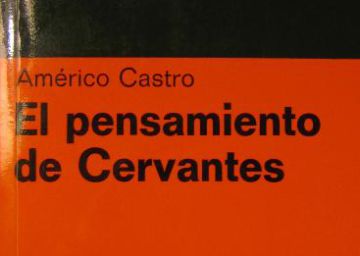 Américo Castro
El pensamiento
de Cervantes